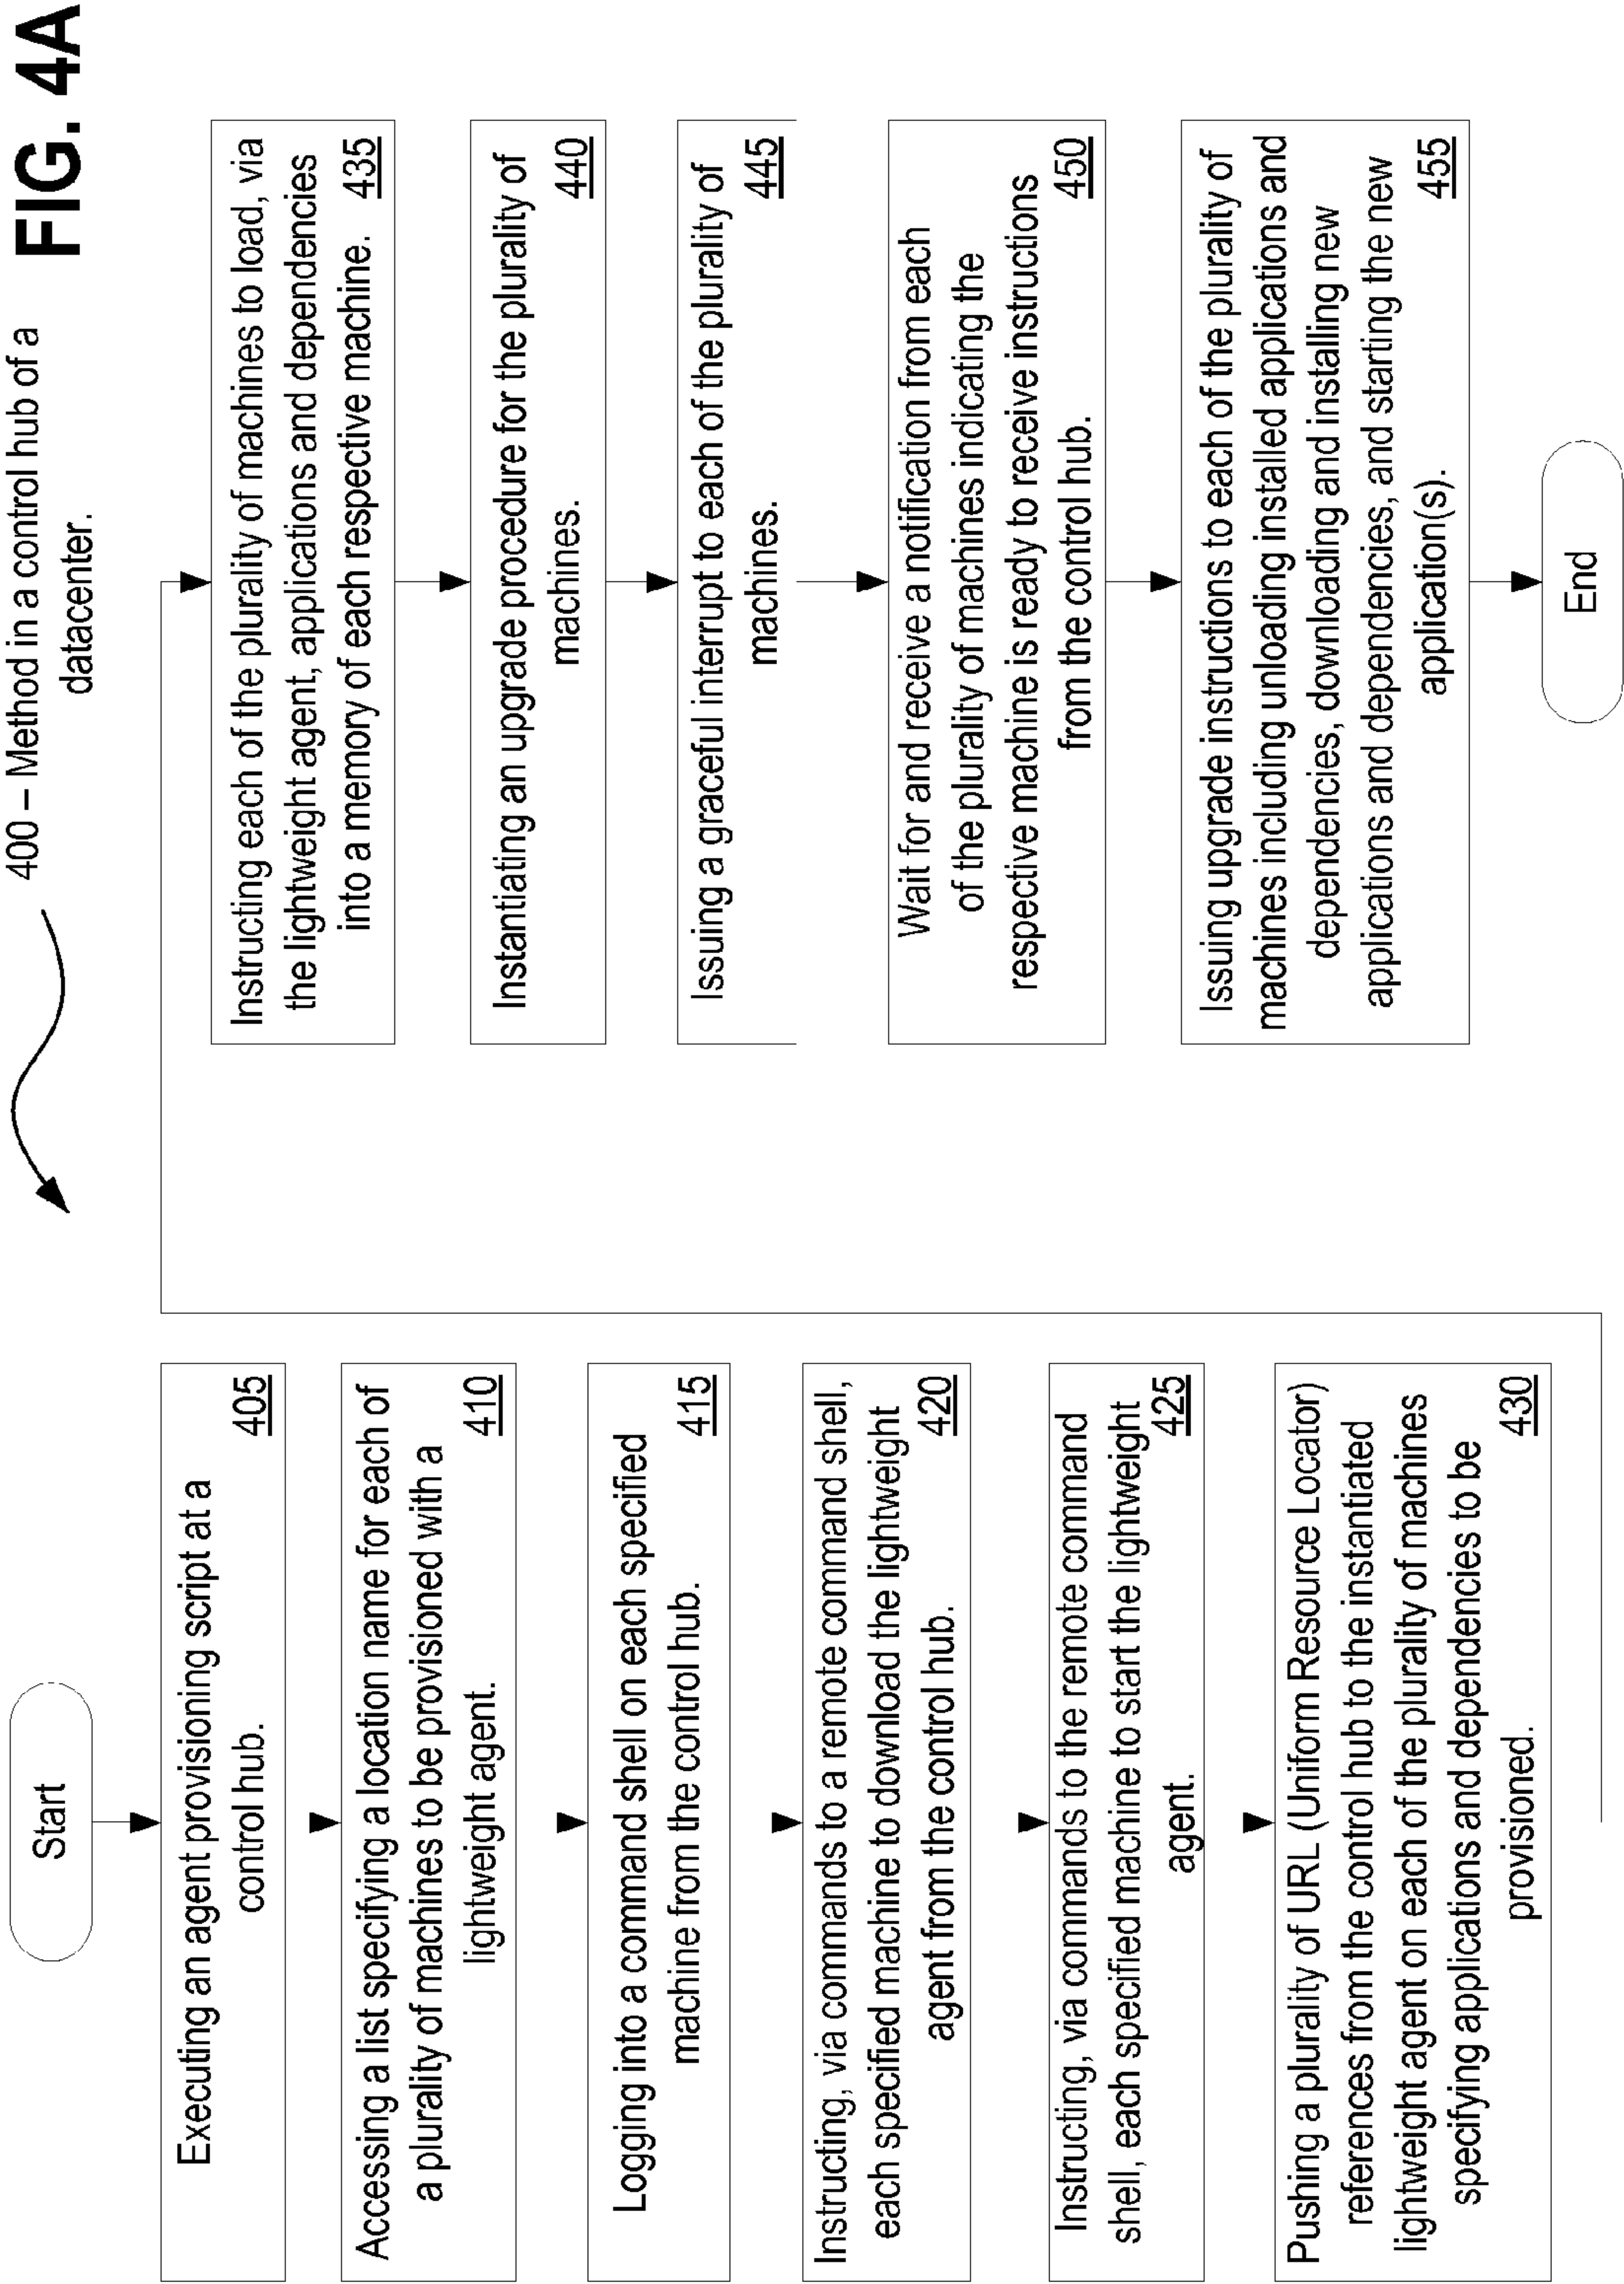 400 – Method in a control hub of a
datacenter.
FIG. 4A
Start
Executing an agent provisioning script at a
control hub.
405
Accessing a list specifying a location name for each of
a plurality of machines to be provisioned with a
lightweight agent.
410
Logging into a command shell on each specified
machine from the control hub.
415
Instructing, via commands to a remote command shell,
each specified machine to download the lightweight
agent from the control hub.
420
Instructing, via commands to the remote command
shell, each specified machine to start the lightweight
agent.
425
Pushing a plurality of URL (Uniform Resource Locator)
references from the control hub to the instantiated
lightweight agent on each of the plurality of machines
specifying applications and dependencies to be
provisioned.
430
Instructing each of the plurality of machines to load, via
the lightweight agent, applications and dependencies
into a memory of each respective machine.
435
Instantiating an upgrade procedure for the plurality of
machines.
440
Issuing a graceful interrupt to each of the plurality of
machines.
445
Wait for and receive a notification from each
of the plurality of machines indicating the
respective machine is ready to receive instructions
from the control hub.
450
Issuing upgrade instructions to each of the plurality of
machines including unloading installed applications and
dependencies, downloading and installing new
applications and dependencies, and starting the new
application(s).
455
End